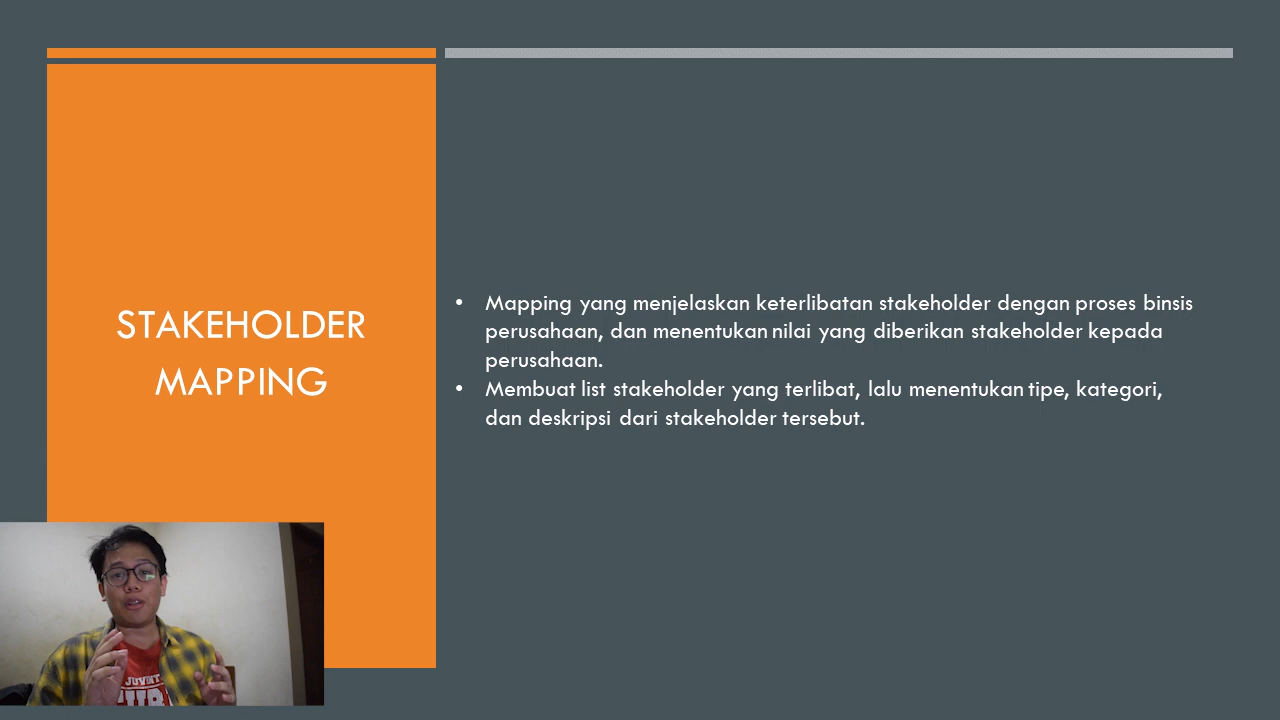 STAKEHOLDER
MAPPING
• Mapping yang menjelaskan keterlibatan stakeholder dengan proses binsis
perusahaan, dan menentukan nilai yang diberikan stakeholder kepada
perusahaan.
• Membuat list stakeholder yang terlibat, lalu menentukan tipe, kategori,
dan deskripsi dari stakeholder tersebut.